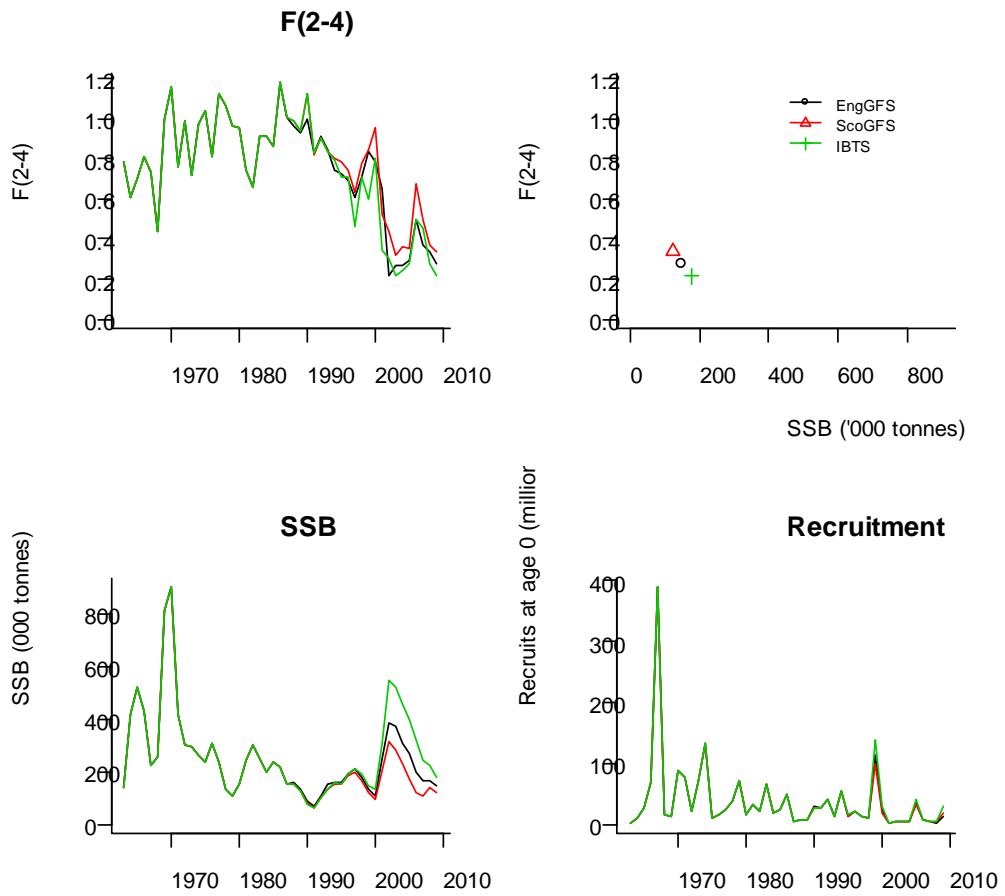 F(2-4)
F(2-4)
1.2
1.0
0.8
0.6
0.4
0.2
0.0
1970 1980 1990 2000 2010
F(2-4)
1.2
1.0
0.8
0.6
0.4
0.2
0.0
EngGFS
ScoGFS
IBTS
0 200 400 600 800
SSB ('000 tonnes)
SSB
SSB (000 tonnes)
800
600
400
200
0
1970 1980 1990 2000 2010
Recruitment
Recruits at age 0 (millior
400
300
200
100
0
1970 1980 1990 2000 2010